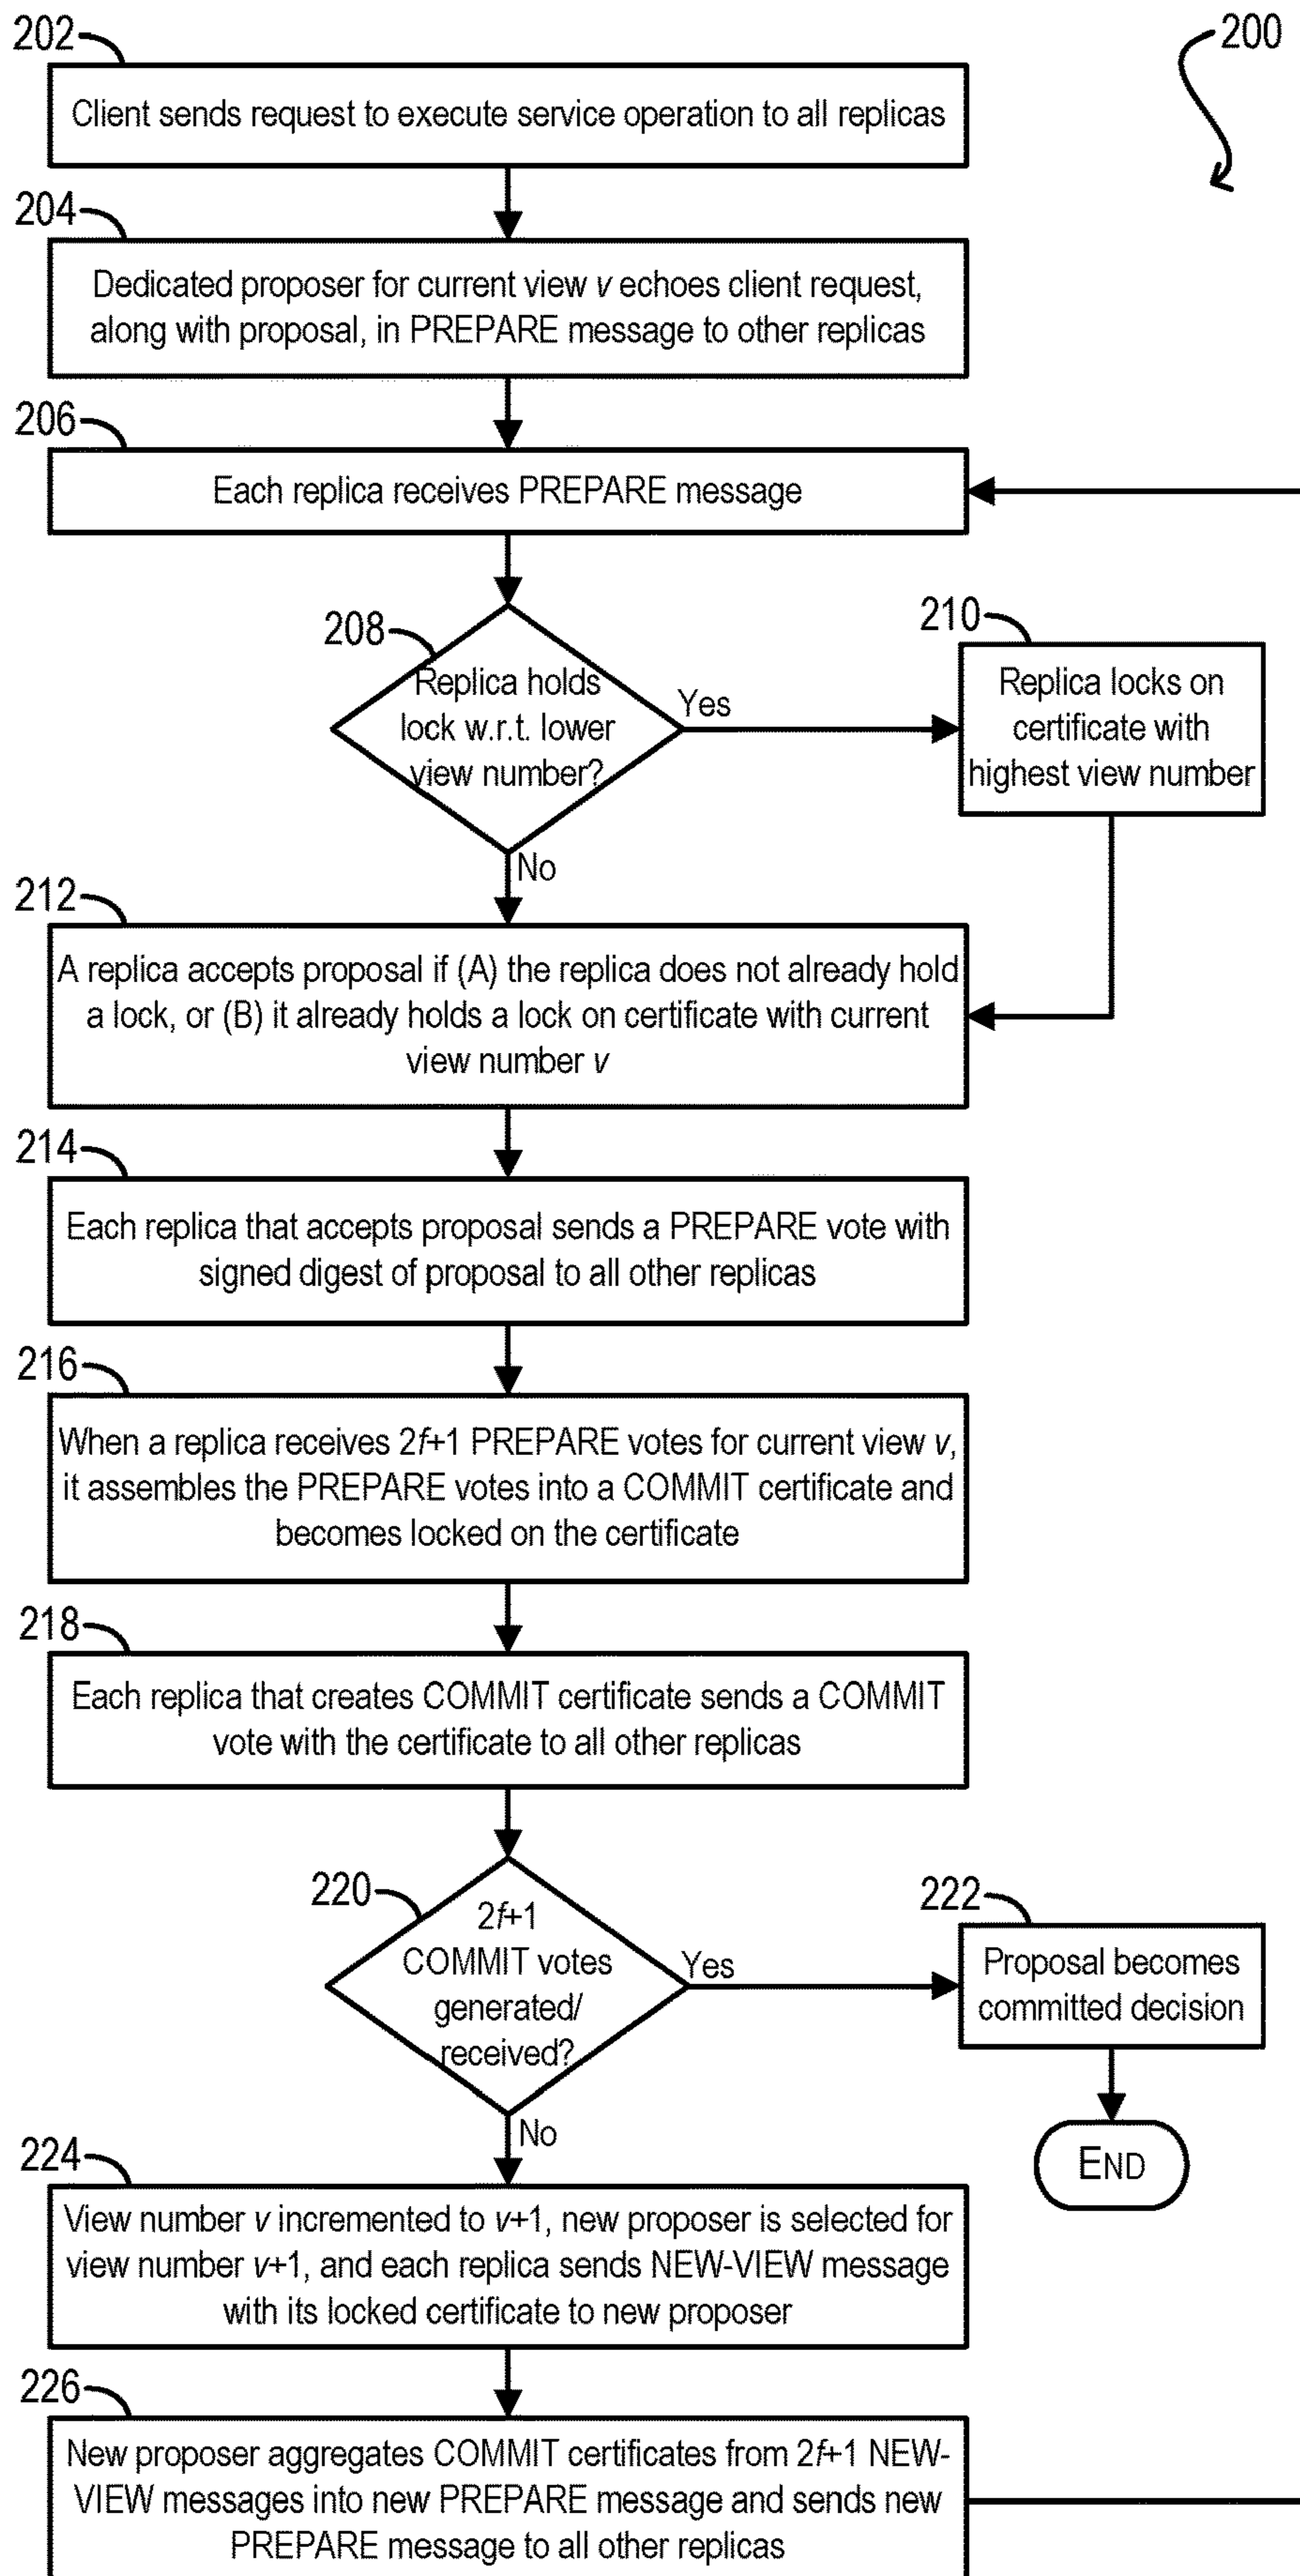 202
200
Client sends request to execute service operation to all replicas
204
Dedicated proposer for current view v echoes client request,
along with proposal, in PREPARE message to other replicas
206
Each replica receives PREPARE message
208
Replica holds
lock w.r.t. lower
view number?
Yes
210
Replica locks on
certificate with
highest view number
No
212
A replica accepts proposal if (A) the replica does not already hold
a lock, or (B) it already holds a lock on certificate with current
view number v
214
Each replica that accepts proposal sends a PREPARE vote with
signed digest of proposal to all other replicas
216
When a replica receives 2f+1 PREPARE votes for current view v,
it assembles the PREPARE votes into a COMMIT certificate and
becomes locked on the certificate
218
Each replica that creates COMMIT certificate sends a COMMIT
vote with the certificate to all other replicas
220
2f+1
COMMIT votes
generated/
received?
Yes
222
Proposal becomes
committed decision
END
No
224
View number v incremented to v+1, new proposer is selected for
view number v+1, and each replica sends NEW-VIEW message
with its locked certificate to new proposer
226
New proposer aggregates COMMIT certificates from 2f+1 NEW-
VIEW messages into new PREPARE message and sends new
PREPARE message to all other replicas